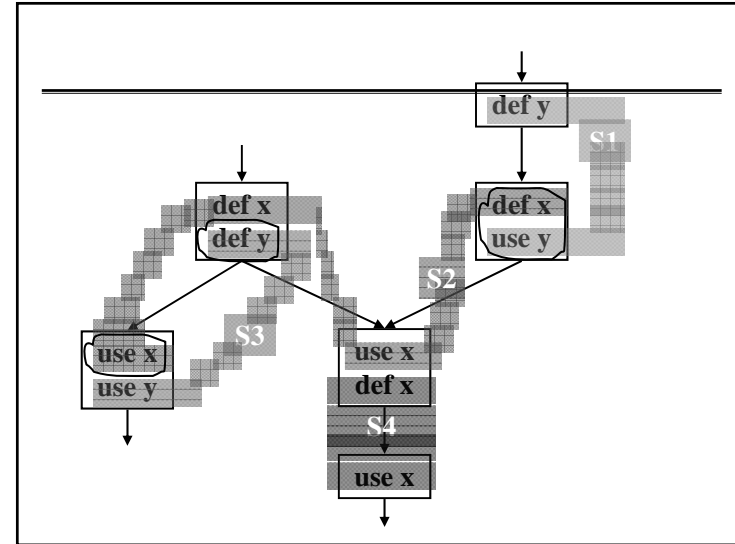 def y
S1
def x
def y
def x
use y
S2
S3
use x
use y
use x
def x
S4
use x